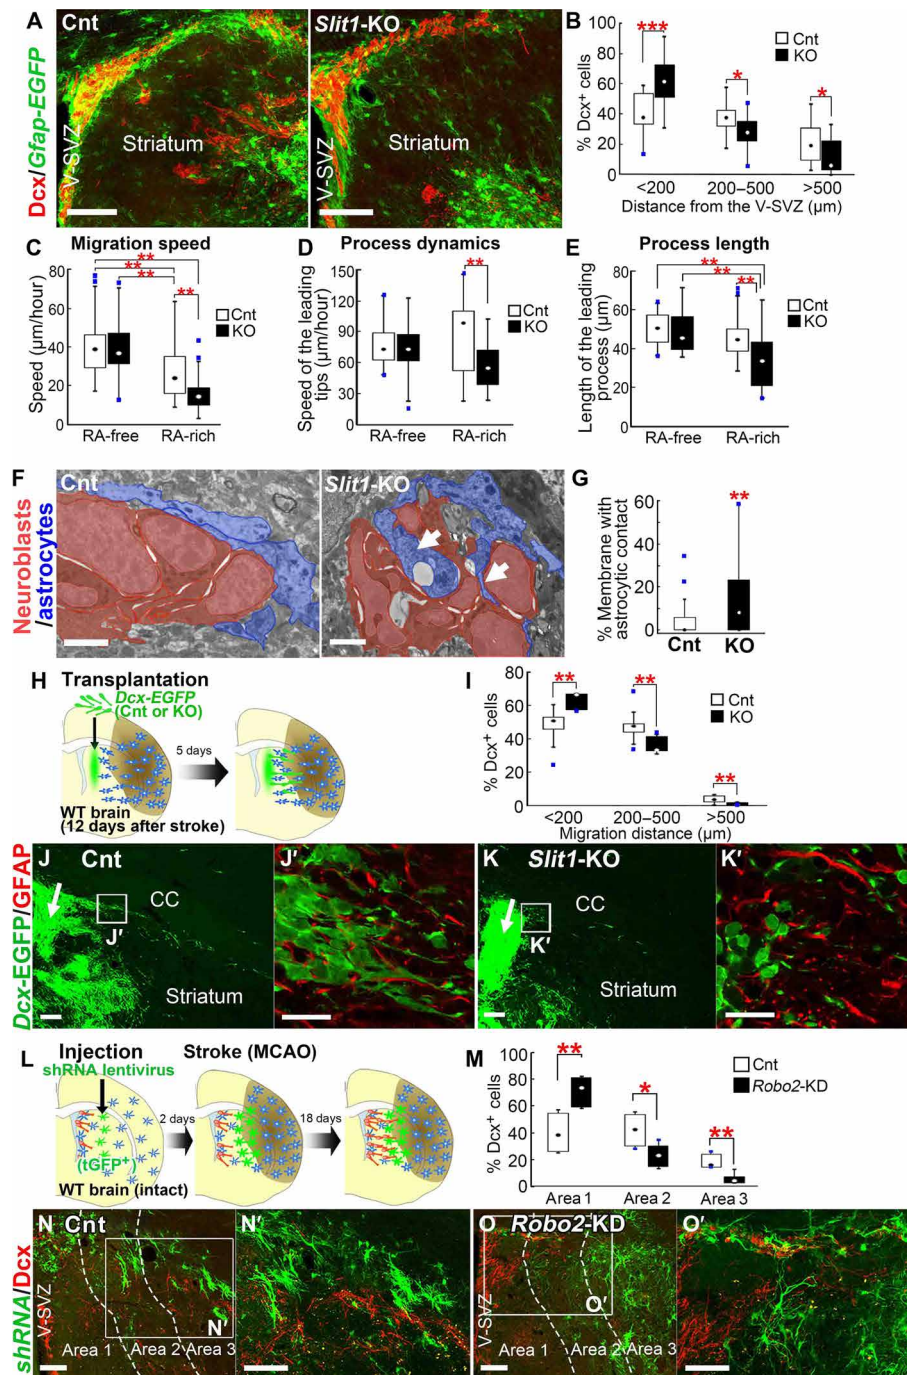 A
Cnt
Slit1-KO
Dcx/Gfap-EGFP
V-SVZ
Striatum
V-SVZ
Striatum
B
% Dcx+ cells
100
80
60
40
20
0
***
*
*
Cnt
KO
<200
200–500
>500
Distance from the V-SVZ (µm)
C
Migration speed
Speed (µm/hour)
80
60
40
20
0
**
**
**
**
Cnt
KO
RA-free
RA-rich
D
Process dynamics
Speed of the leading
tips (µm/hour)
150
120
90
60
30
0
**
Cnt
KO
RA-free
RA-rich
E
Process length
Length of the leading
process (µm)
80
60
40
20
0
**
**
**
**
Cnt
KO
RA-free
RA-rich
F
Cnt
Slit1-KO
Neuroblasts
/astrocytes
G
% Membrane with
astrocytic contact
60
40
20
0
**
Cnt
KO
H
Transplantation
Dcx-EGFP
(Cnt or KO)
5 days
WT brain
(12 days after stroke)
I
% Dcx+ cells
80
60
40
20
0
**
**
**
Cnt
KO
<200
200–500
>500
Migration distance (µm)
Dcx-EGFP/GFAP
J
Cnt
CC
J′
Striatum
J′
K
Slit1-KO
CC
K′
Striatum
K′
L
Injection
shRNA lentivirus
(tGFP+)
WT brain (intact)
2 days
Stroke (MCAO)
18 days
M
% Dcx+ cells
100
80
60
40
20
0
**
*
**
Cnt
Robo2-KD
Area 1
Area 2
Area 3
shRNA/Dcx
N
Cnt
V-SVZ
N′
Area 1
Area 2
Area 3
N′
O
Robo2-KD
V-SVZ
O′
Area 1
Area 2
Area 3
O′